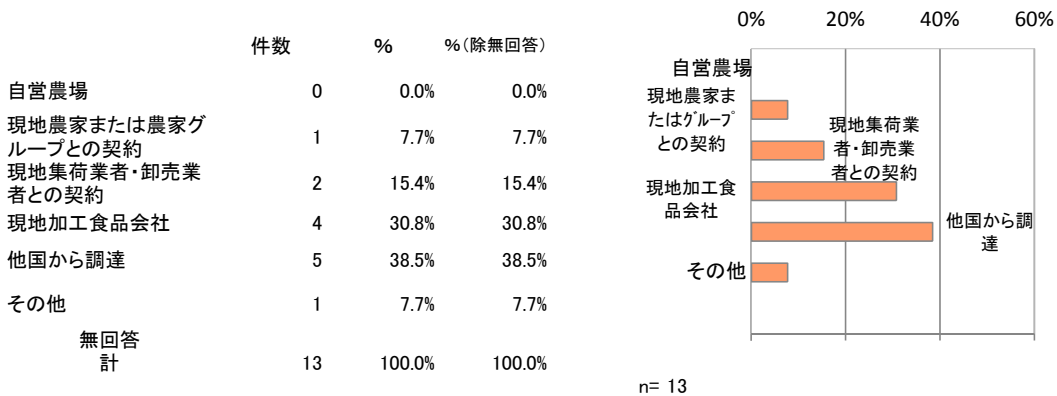 件数 % %(除無回答)
自営農場 0 0.0% 0.0%
現地農家または農家グ
ループとの契約 1 7.7% 7.7%
現地集荷業者・卸売業
者との契約 2 15.4% 15.4%
現地加工食品会社 4 30.8% 30.8%
他国から調達 5 38.5% 38.5%
その他 1 7.7% 7.7%
無回答
計 13 100.0% 100.0%
0% 20% 40% 60%
自営農場
現地農家ま
たはグループ
との契約
現地集荷業
者・卸売業
者との契約
現地加工食
品会社
他国から調
達
その他
n= 13